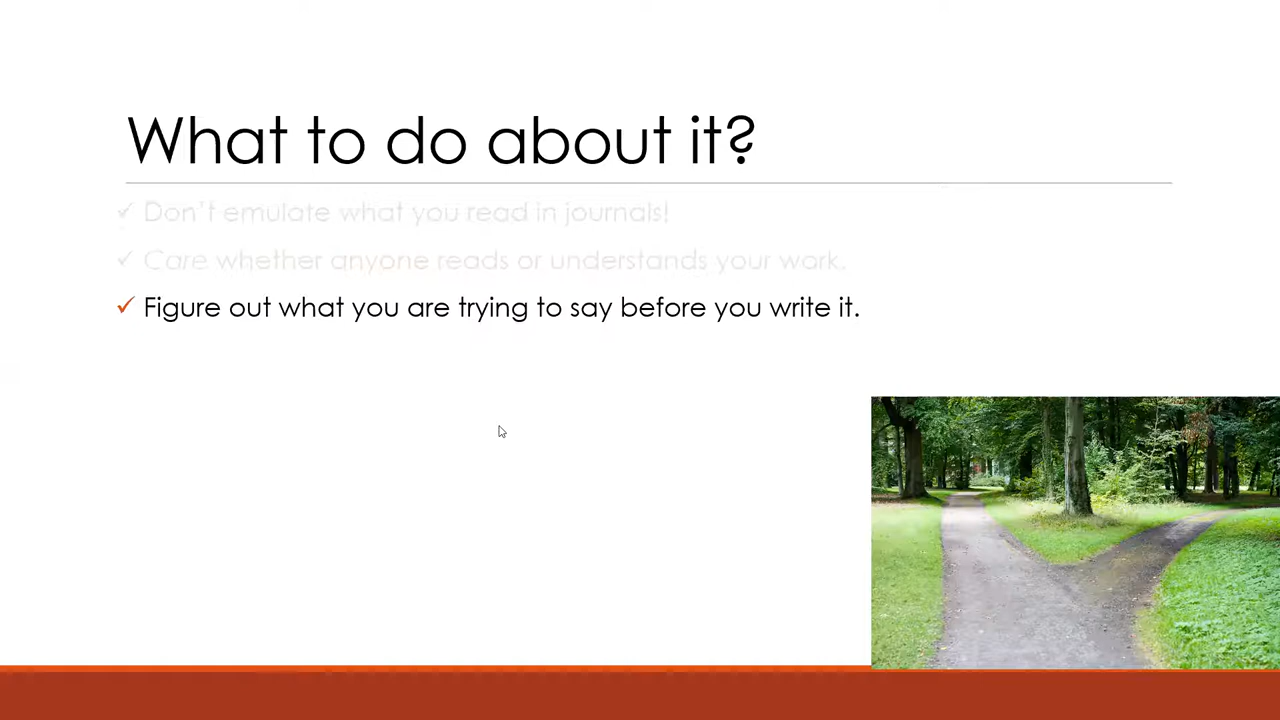 What to do about it?
✓ Don't emulate what you read in journals!
✓ Care whether anyone reads or understands your work.
✓ Figure out what you are trying to say before you write it.